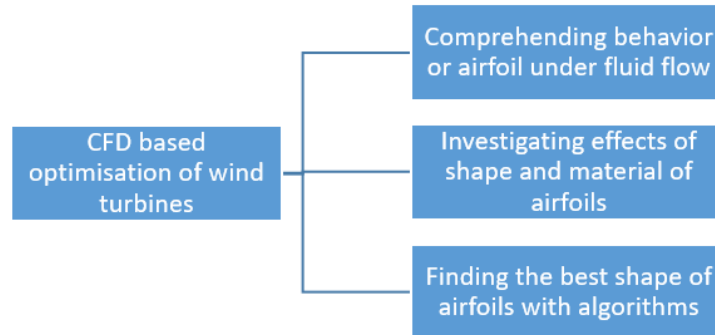 CFD based
optimisation of wind
turbines
Comprehending behavior
or airfoil under fluid flow
Investigating effects of
shape and material of
airfoils
Finding the best shape of
airfoils with algorithms